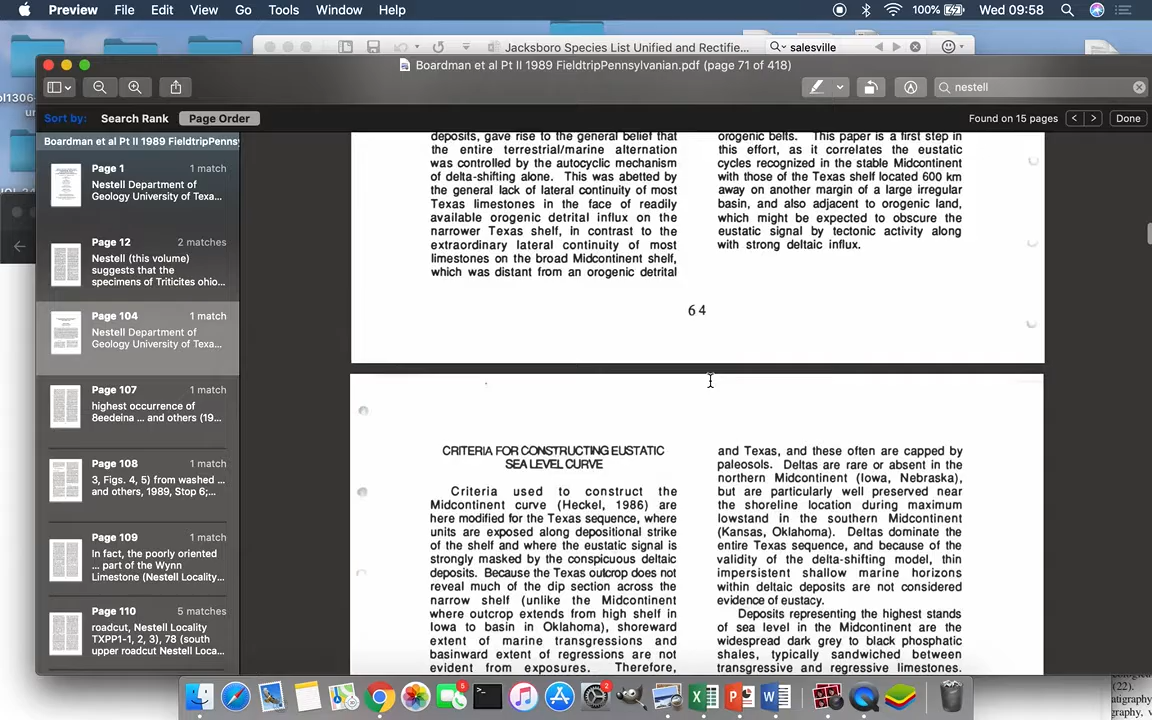 Preview File Edit View Go Tools Window Help
100% Wed 09:58
Jacksboro Species List Unified and Rectifie...
salesville
Boardman et al Pt II 1989 FieldtripPennsylvanian.pdf (page 71 of 418)
nestell
Sort by: Search Rank Page Order
Found on 15 pages
Done
Boardman et al Pt II 1989 FieldtripPennsy
Page 1 1 match
Nestell Department of
Geology University of Texa...
Page 12 2 matches
Nestell (this volume)
suggests that the
specimens of Triticites ohio...
Page 104 1 match
Nestell Department of
Geology University of Texa...
Page 107 1 match
highest occurrence of
8eedeina ... and others (19...
Page 108 1 match
3, Figs. 4, 5) from washed ...
and others, 1989, Stop 6;...
Page 109 1 match
In fact, the poorly oriented
... part of the Wynn
Limestone (Nestell Locality...
Page 110 5 matches
roadcut, Nestell Locality
TXPP1-1, 2, 3), 78 (south
upper roadcut Nestell Loca...
deposits, gave rise to the general belief that
the entire terrestrial/marine alternation
was controlled by the autocyclic mechanism
of delta-shifting alone. This was abetted by
the general lack of lateral continuity of most
Texas limestones in the face of readily
available orogenic detrital influx on the
narrower Texas shelf, in contrast to the
extraordinary lateral continuity of most
limestones on the broad Midcontinent shelf,
which was distant from an orogenic detrital
orogenic belts. This paper is a first step in
this effort, as it correlates the eustatic
cycles recognized in the stable Midcontinent
with those of the Texas shelf located 600 km
away on another margin of a large irregular
basin, and also adjacent to orogenic land,
which might be expected to obscure the
eustatic signal by tectonic activity along
with strong deltaic influx.
64
CRITERIA FOR CONSTRUCTING EUSTATIC
SEA LEVEL CURVE
Criteria used to construct the
Midcontinent curve (Heckel, 1986) are
here modified for the Texas sequence, where
units are exposed along depositional strike
of the shelf and where the eustatic signal is
strongly masked by the conspicuous deltaic
deposits. Because the Texas outcrop does not
reveal much of the dip section across the
narrow shelf (unlike the Midcontinent
where outcrop extends from high shelf in
Iowa to basin in Oklahoma), shoreward
extent of marine transgressions and
basinward extent of regressions are not
evident from exposures. Therefore,
and Texas, and these often are capped by
paleosols. Deltas are rare or absent in the
northern Midcontinent (Iowa, Nebraska),
but are particularly well preserved near
the shoreline location during maximum
lowstand in the southern Midcontinent
(Kansas, Oklahoma). Deltas dominate the
entire Texas sequence, and because of the
validity of the delta-shifting model, thin
impersistent shallow marine horizons
within deltaic deposits are not considered
evidence of eustacy.
Deposits representing the highest stands
of sea level in the Midcontinent are the
widespread dark grey to black phosphatic
shales, typically sandwiched between
transgressive and regressive limestones.
(22).